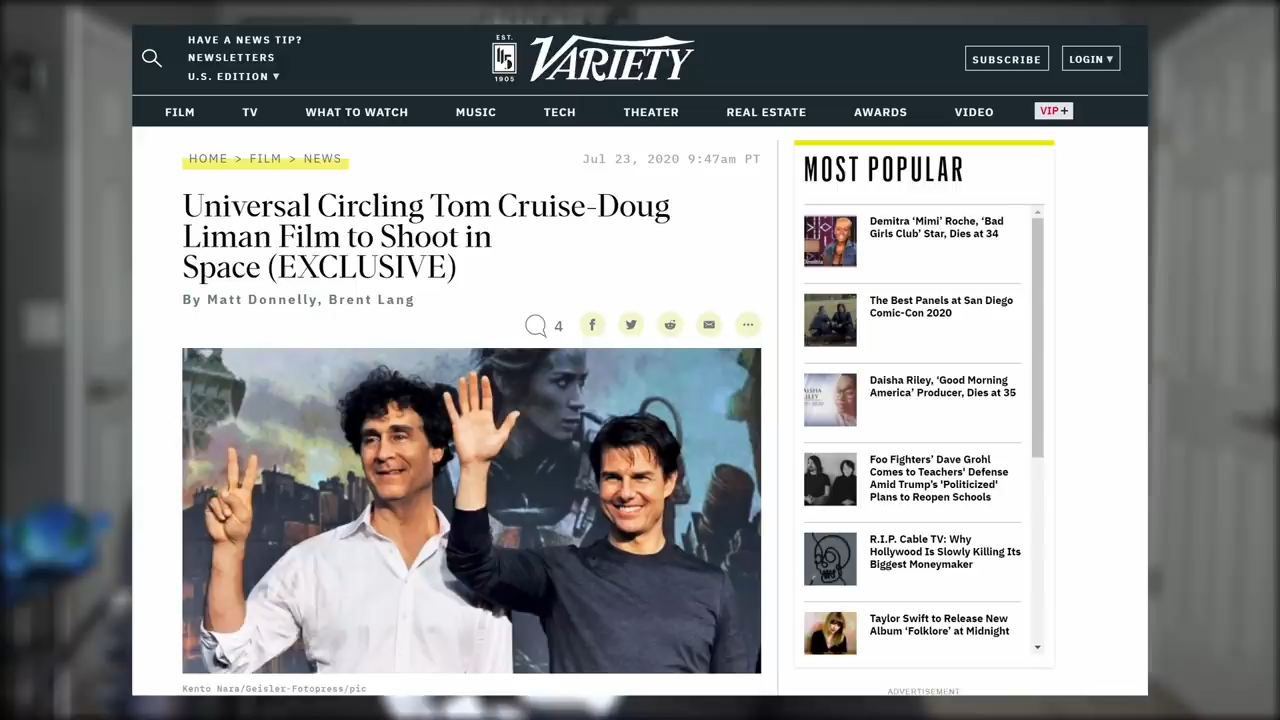 HAVE A NEWS TIP?
NEWSLETTERS
U.S. EDITION ▼
EST.
115
1905
VARIETY
SUBSCRIBE
LOGIN ▼
FILM TV WHAT TO WATCH MUSIC TECH THEATER REAL ESTATE AWARDS VIDEO VIP+
HOME > FILM > NEWS
Jul 23, 2020 9:47am PT
Universal Circling Tom Cruise-Doug
Liman Film to Shoot in
Space (EXCLUSIVE)
By Matt Donnelly, Brent Lang
4
Kento Nara/Geisler-Fotopress/pic
MOST POPULAR
Demitra ‘Mimi’ Roche, ‘Bad
Girls Club’ Star, Dies at 34
The Best Panels at San Diego
Comic-Con 2020
Daisha Riley, ‘Good Morning
America’ Producer, Dies at 35
Foo Fighters’ Dave Grohl
Comes to Teachers' Defense
Amid Trump’s 'Politicized'
Plans to Reopen Schools
R.I.P. Cable TV: Why
Hollywood Is Slowly Killing Its
Biggest Moneymaker
Taylor Swift to Release New
Album ‘Folklore’ at Midnight
ADVERTISEMENT